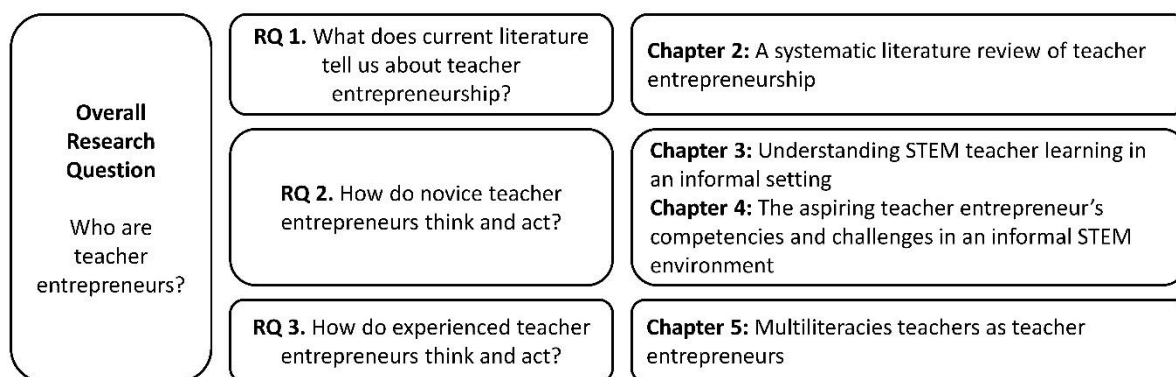 Overall
Research
Question
Who are
teacher
entrepreneurs?
RQ 1. What does current literature
tell us about teacher
entrepreneurship?
Chapter 2: A systematic literature review of teacher
entrepreneurship
RQ 2. How do novice teacher
entrepreneurs think and act?
Chapter 3: Understanding STEM teacher learning in
an informal setting
Chapter 4: The aspiring teacher entrepreneur’s
competencies and challenges in an informal STEM
environment
RQ 3. How do experienced teacher
entrepreneurs think and act?
Chapter 5: Multiliteracies teachers as teacher
entrepreneurs